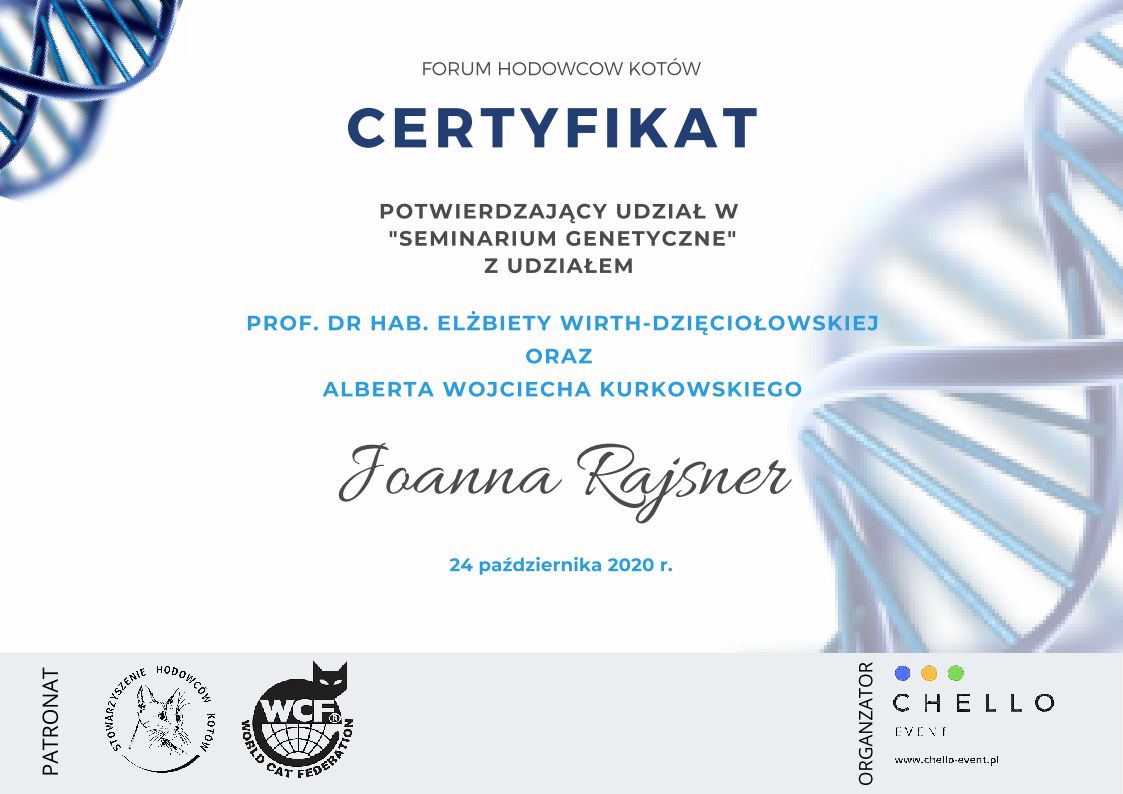 FORUM HODOWCOW KOTÓW
CERTYFIKAT
POTWIERDZAJĄCY UDZIAŁ W
"SEMINARIUM GENETYCZNE"
Z UDZIAŁEM
PROF. DR HAB. ELŻBIETY WIRTH-DZIĘCIOŁOWSKIEJ
ORAZ
ALBERTA WOJCIECHA KURKOWSKIEGO
Joanna Rajsner
24 października 2020 r.
PATRONAT
STOWARZYSZENIE HODOWCÓW KOTÓW
WCF®
WORLD CAT FEDERATION
ORGANZATOR
CHELLO
EVENT
www.chello-event.pl